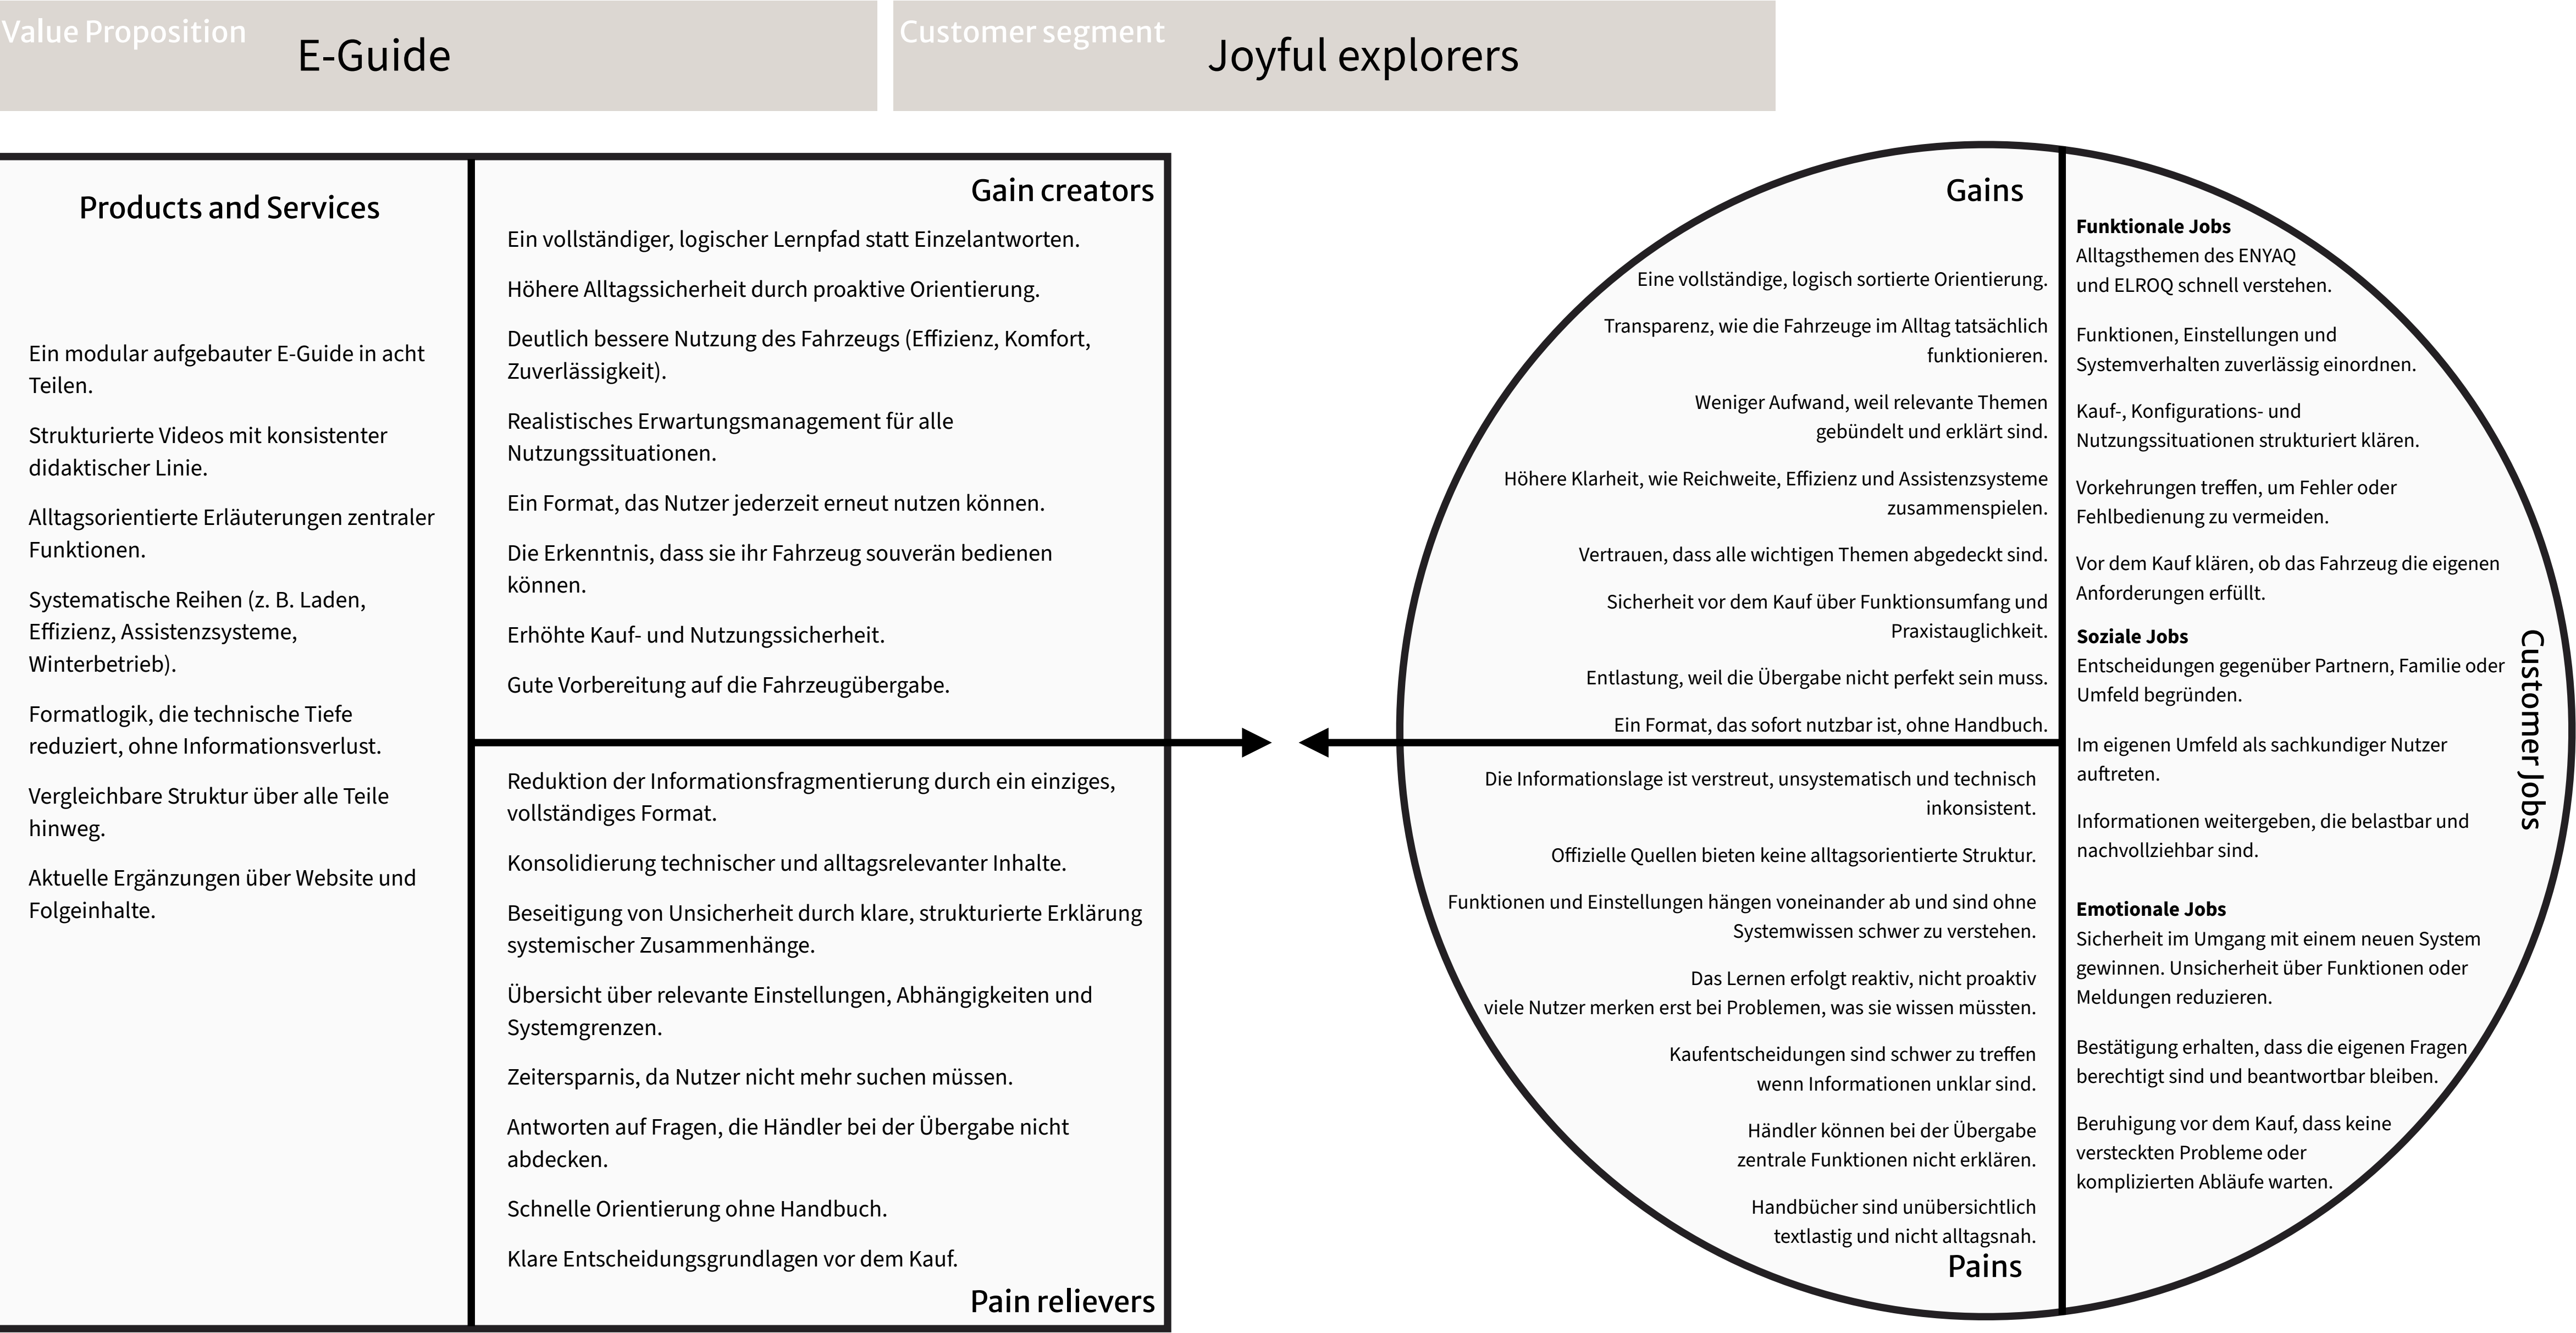 Value Proposition
E-Guide
Customer segment
Joyful explorers
Products and Services
Ein modular aufgebauter E-Guide in acht
Teilen.
Strukturierte Videos mit konsistenter
didaktischer Linie.
Alltagsorientierte Erläuterungen zentraler
Funktionen.
Systematische Reihen (z. B. Laden,
Effizienz, Assistenzsysteme,
Winterbetrieb).
Formatlogik, die technische Tiefe
reduziert, ohne Informationsverlust.
Vergleichbare Struktur über alle Teile
hinweg.
Aktuelle Ergänzungen über Website und
Folgeinhalte.
Gain creators
Ein vollständiger, logischer Lernpfad statt Einzelantworten.
Höhere Alltagssicherheit durch proaktive Orientierung.
Deutlich bessere Nutzung des Fahrzeugs (Effizienz, Komfort,
Zuverlässigkeit).
Realistisches Erwartungsmanagement für alle
Nutzungssituationen.
Ein Format, das Nutzer jederzeit erneut nutzen können.
Die Erkenntnis, dass sie ihr Fahrzeug souverän bedienen
können.
Erhöhte Kauf- und Nutzungssicherheit.
Gute Vorbereitung auf die Fahrzeugübergabe.
Reduktion der Informationsfragmentierung durch ein einziges,
vollständiges Format.
Konsolidierung technischer und alltagsrelevanter Inhalte.
Beseitigung von Unsicherheit durch klare, strukturierte Erklärung
systemischer Zusammenhänge.
Übersicht über relevante Einstellungen, Abhängigkeiten und
Systemgrenzen.
Zeitersparnis, da Nutzer nicht mehr suchen müssen.
Antworten auf Fragen, die Händler bei der Übergabe nicht
abdecken.
Schnelle Orientierung ohne Handbuch.
Klare Entscheidungsgrundlagen vor dem Kauf.
Pain relievers
Gains
Eine vollständige, logisch sortierte Orientierung.
Transparenz, wie die Fahrzeuge im Alltag tatsächlich
funktionieren.
Weniger Aufwand, weil relevante Themen
gebündelt und erklärt sind.
Höhere Klarheit, wie Reichweite, Effizienz und Assistenzsysteme
zusammenspielen.
Vertrauen, dass alle wichtigen Themen abgedeckt sind.
Sicherheit vor dem Kauf über Funktionsumfang und
Praxistauglichkeit.
Entlastung, weil die Übergabe nicht perfekt sein muss.
Ein Format, das sofort nutzbar ist, ohne Handbuch.
Die Informationslage ist verstreut, unsystematisch und technisch
inkonsistent.
Offizielle Quellen bieten keine alltagsorientierte Struktur.
Funktionen und Einstellungen hängen voneinander ab und sind ohne
Systemwissen schwer zu verstehen.
Das Lernen erfolgt reaktiv, nicht proaktiv
viele Nutzer merken erst bei Problemen, was sie wissen müssten.
Kaufentscheidungen sind schwer zu treffen
wenn Informationen unklar sind.
Händler können bei der Übergabe
zentrale Funktionen nicht erklären.
Handbücher sind unübersichtlich
textlastig und nicht alltagsnah.
Pains
Funktionale Jobs
Alltagsthemen des ENYAQ
und ELROQ schnell verstehen.
Funktionen, Einstellungen und
Systemverhalten zuverlässig einordnen.
Kauf-, Konfigurations- und
Nutzungssituationen strukturiert klären.
Vorkehrungen treffen, um Fehler oder
Fehlbedienung zu vermeiden.
Vor dem Kauf klären, ob das Fahrzeug die eigenen
Anforderungen erfüllt.
Soziale Jobs
Entscheidungen gegenüber Partnern, Familie oder
Umfeld begründen.
Im eigenen Umfeld als sachkundiger Nutzer
auftreten.
Informationen weitergeben, die belastbar und
nachvollziehbar sind.
Emotionale Jobs
Sicherheit im Umgang mit einem neuen System
gewinnen. Unsicherheit über Funktionen oder
Meldungen reduzieren.
Bestätigung erhalten, dass die eigenen Fragen
berechtigt sind und beantwortbar bleiben.
Beruhigung vor dem Kauf, dass keine
versteckten Probleme oder
komplizierten Abläufe warten.
Customer Jobs